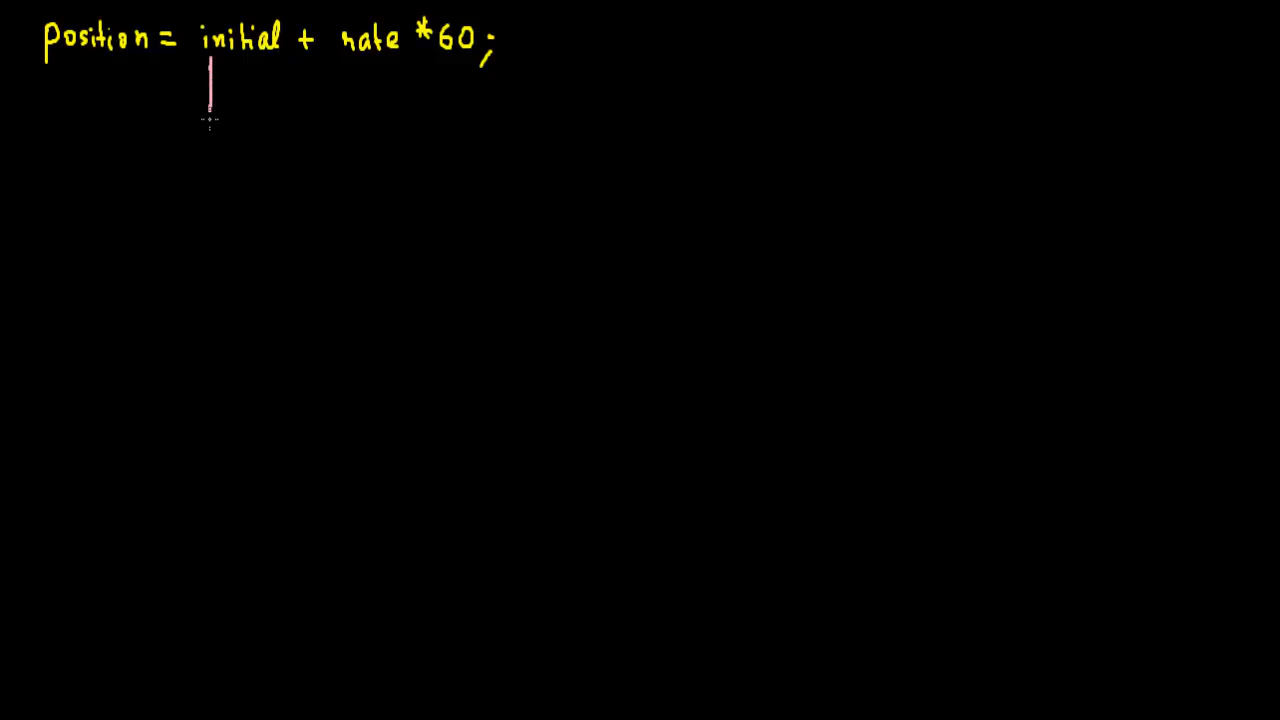 position = initial + rate *60;